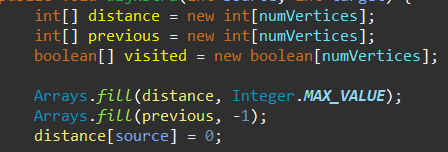 int[] distance = new int[numVertices];
int[] previous = new int[numVertices];
boolean[] visited = new boolean[numVertices];
Arrays.fill(distance, Integer.MAX_VALUE);
Arrays.fill(previous, -1);
distance[source] = 0;